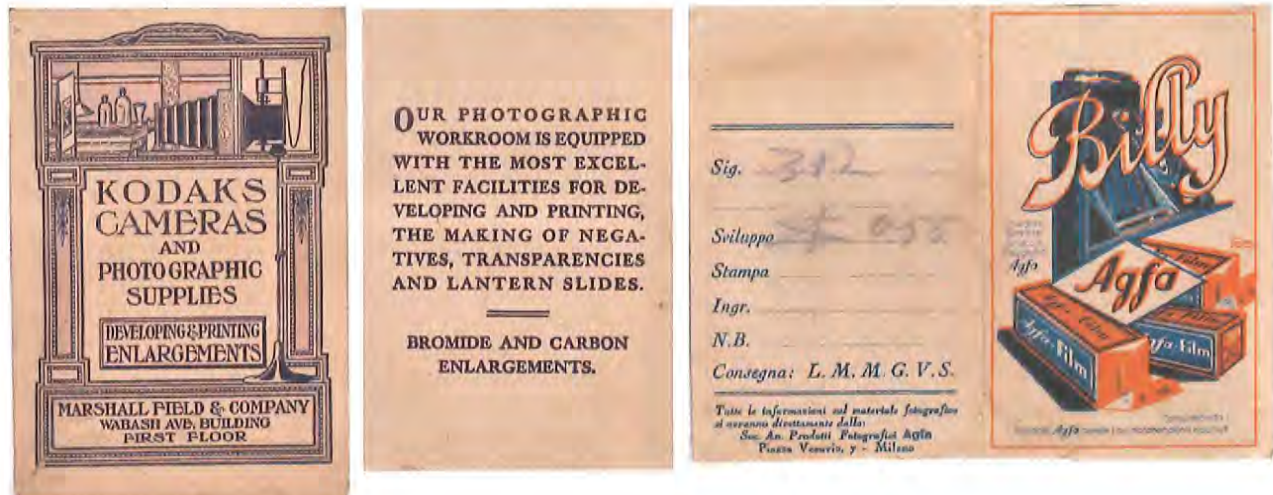 KODAKS
CAMERAS
AND
PHOTOGRAPHIC
SUPPLIES
DEVELOPING & PRINTING
ENLARGEMENTS
MARSHALL FIELD & COMPANY
WABASH AVE. BUILDING
FIRST FLOOR
OUR PHOTOGRAPHIC
WORKROOM IS EQUIPPED
WITH THE MOST EXCEL-
LENT FACILITIES FOR DE-
VELOPING AND PRINTING,
THE MAKING OF NEGA-
TIVES, TRANSPARENCIES
AND LANTERN SLIDES.
BROMIDE AND CARBON
ENLARGEMENTS.
Sig.
Sviluppo
Stampa
Ingr.
N.B.
Consegna: L. M. M. G. V. S.
Tutte le informazioni sul materiale fotografico
si avranno direttamente dalla:
Soc. An. Prodotti Fotografici Agfa
Piazza Vesuvio, 7 - Milano
Billy
Agfa
Film
Agfa
Agfa-Film
Agfa-Film
Agfa